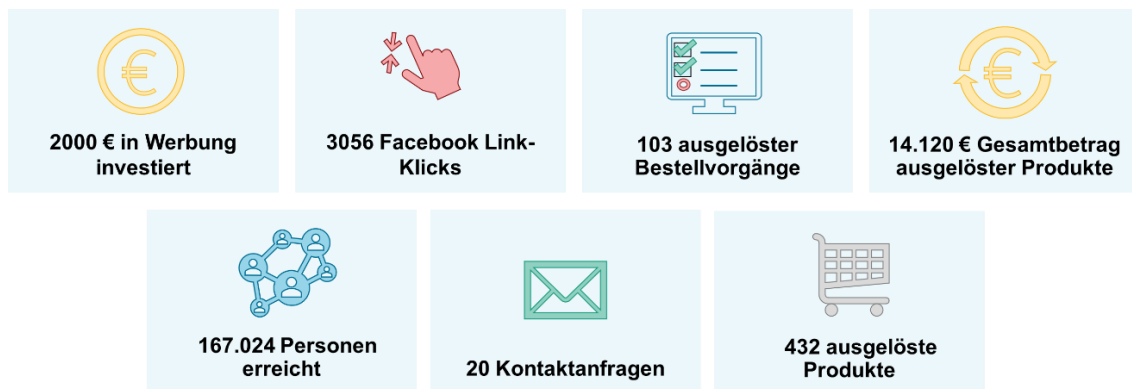 2000 € in Werbung
investiert
3056 Facebook Link-
Klicks
103 ausgelöster
Bestellvorgänge
14.120 € Gesamtbetrag
ausgelöster Produkte
167.024 Personen
erreicht
20 Kontaktanfragen
432 ausgelöste
Produkte